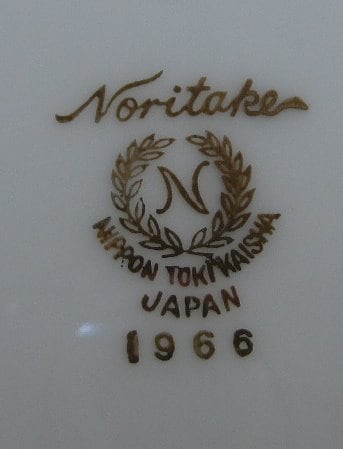 Noritake
N
NIPPON TOKI KAISHA
JAPAN
1966